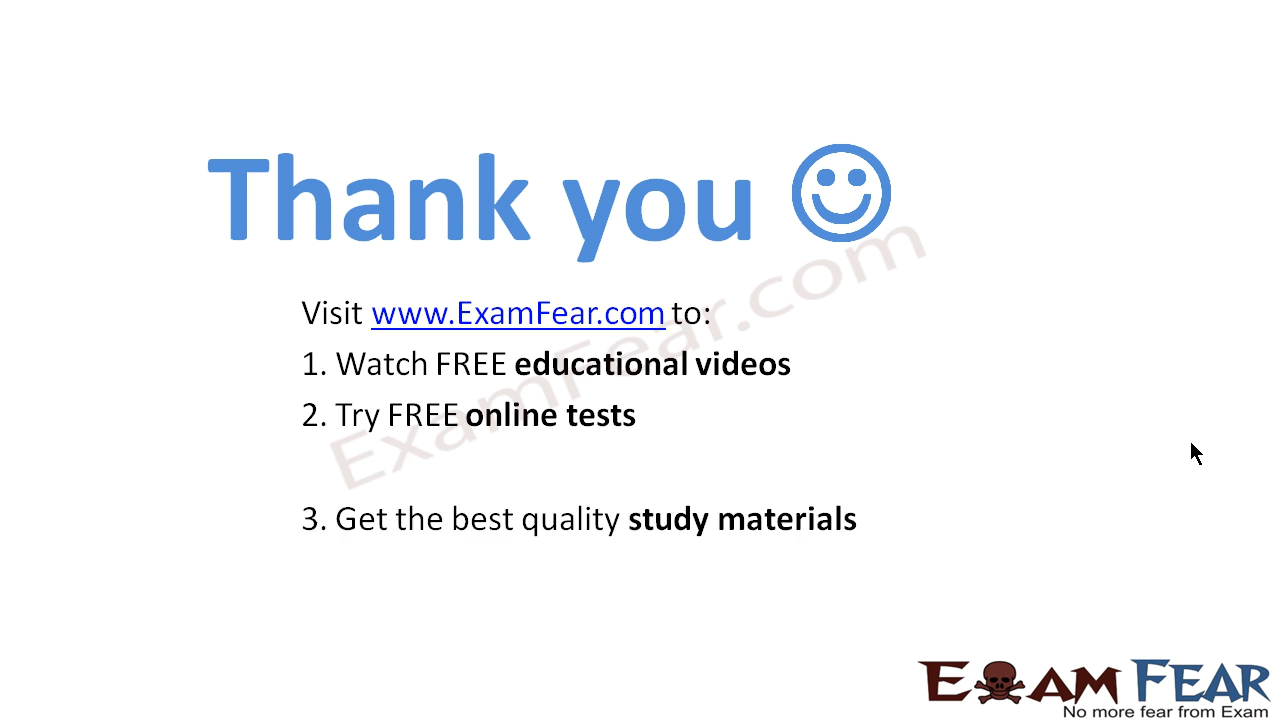 Thank you
Visit www.ExamFear.com to:
1. Watch FREE educational videos
2. Try FREE online tests
3. Get the best quality study materials
ExamFear.com
EXAM FEAR
No more fear from Exam